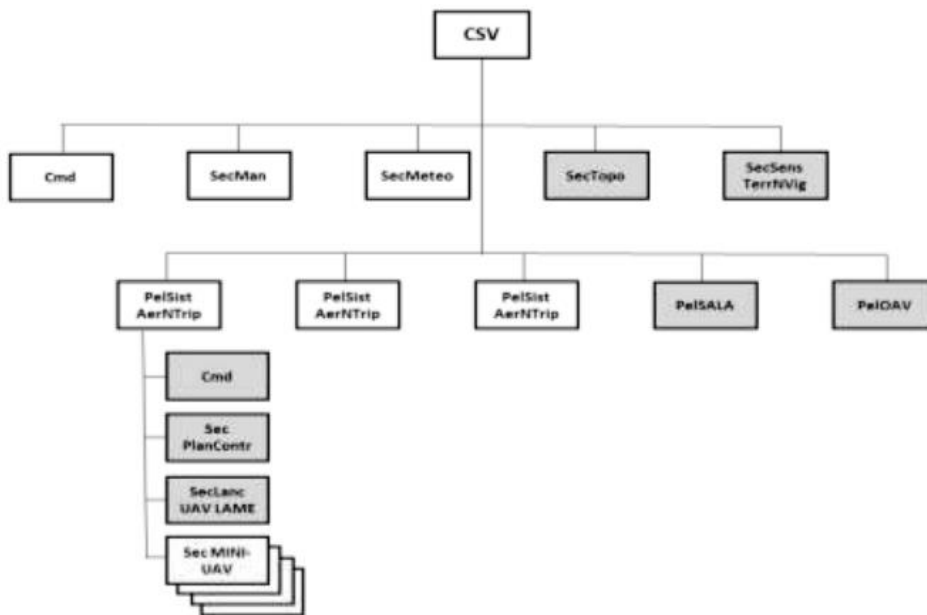 CSV
Cmd
SecMan
SecMeteo
SecTopo
SecSens
TerrNVig
PelSist
AerNTrip
PelSist
AerNTrip
PelSist
AerNTrip
PelSALA
PelOAV
Cmd
Sec
PlanContr
SecLanc
UAV LAME
Sec MINI-
UAV